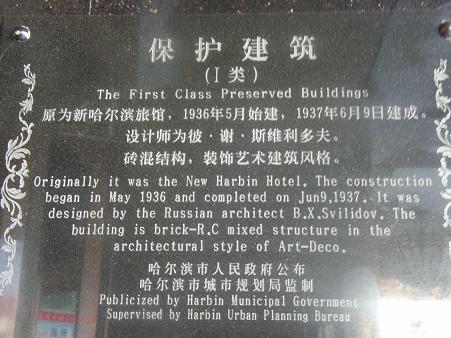 保护建筑
(I类)
The First Class Preserved Buildings
原为新哈尔滨旅馆，1936年5月始建，1937年6月9日建成。
设计师为彼·谢·斯维利多夫。
砖混结构，装饰艺术建筑风格。
Originally it was the New Harbin Hotel. The construction
began in May 1936 and completed on Jun9,1937. It was
designed by the Russian architect B.X.Svilidov. The
building is brick-R.C mixed structure in the
architectural style of Art-Deco.
哈尔滨市人民政府公布
哈尔滨市城市规划局监制
Publicized by Harbin Municipal Government
Supervised by Harbin Urban Planning Bureau